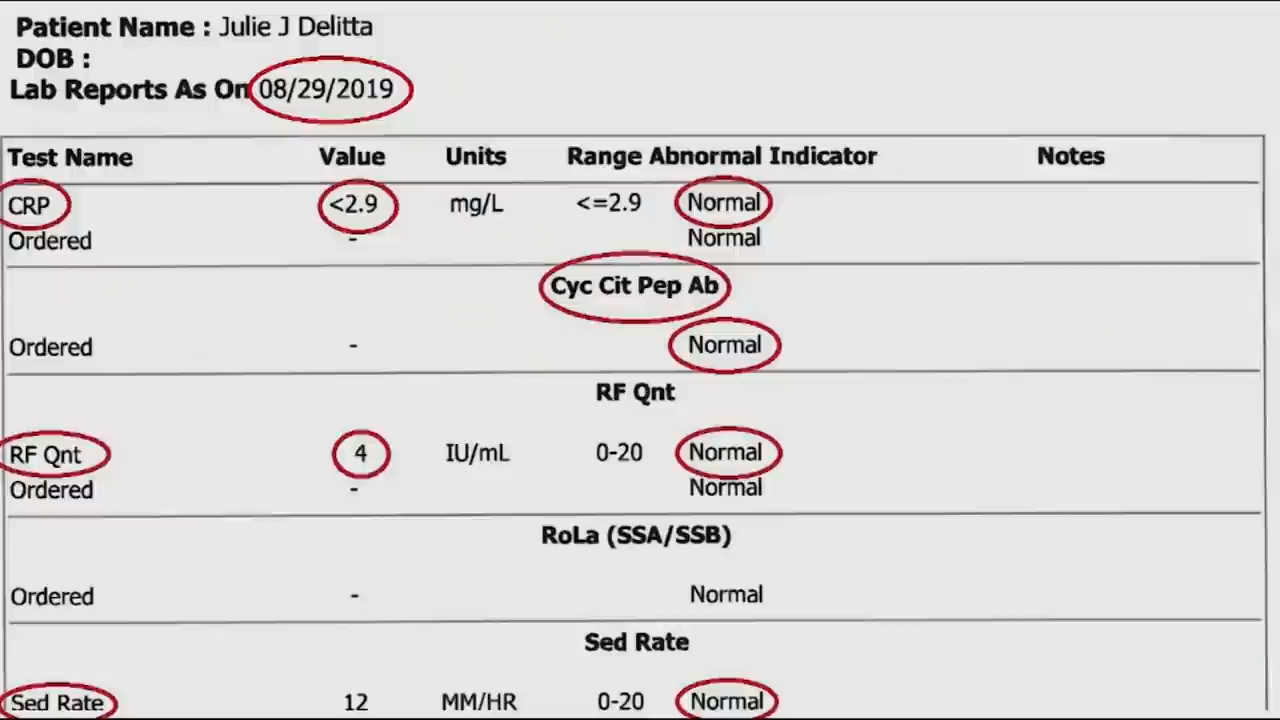 Patient Name : Julie J Delitta
DOB :
Lab Reports As On 08/29/2019
Test Name Value Units Range Abnormal Indicator Notes
CRP <2.9 mg/L <=2.9 Normal
Ordered - Normal
Cyc Cit Pep Ab
Ordered - Normal
RF Qnt
RF Qnt 4 IU/mL 0-20 Normal
Ordered - Normal
RoLa (SSA/SSB)
Ordered - Normal
Sed Rate
Sed Rate 12 MM/HR 0-20 Normal